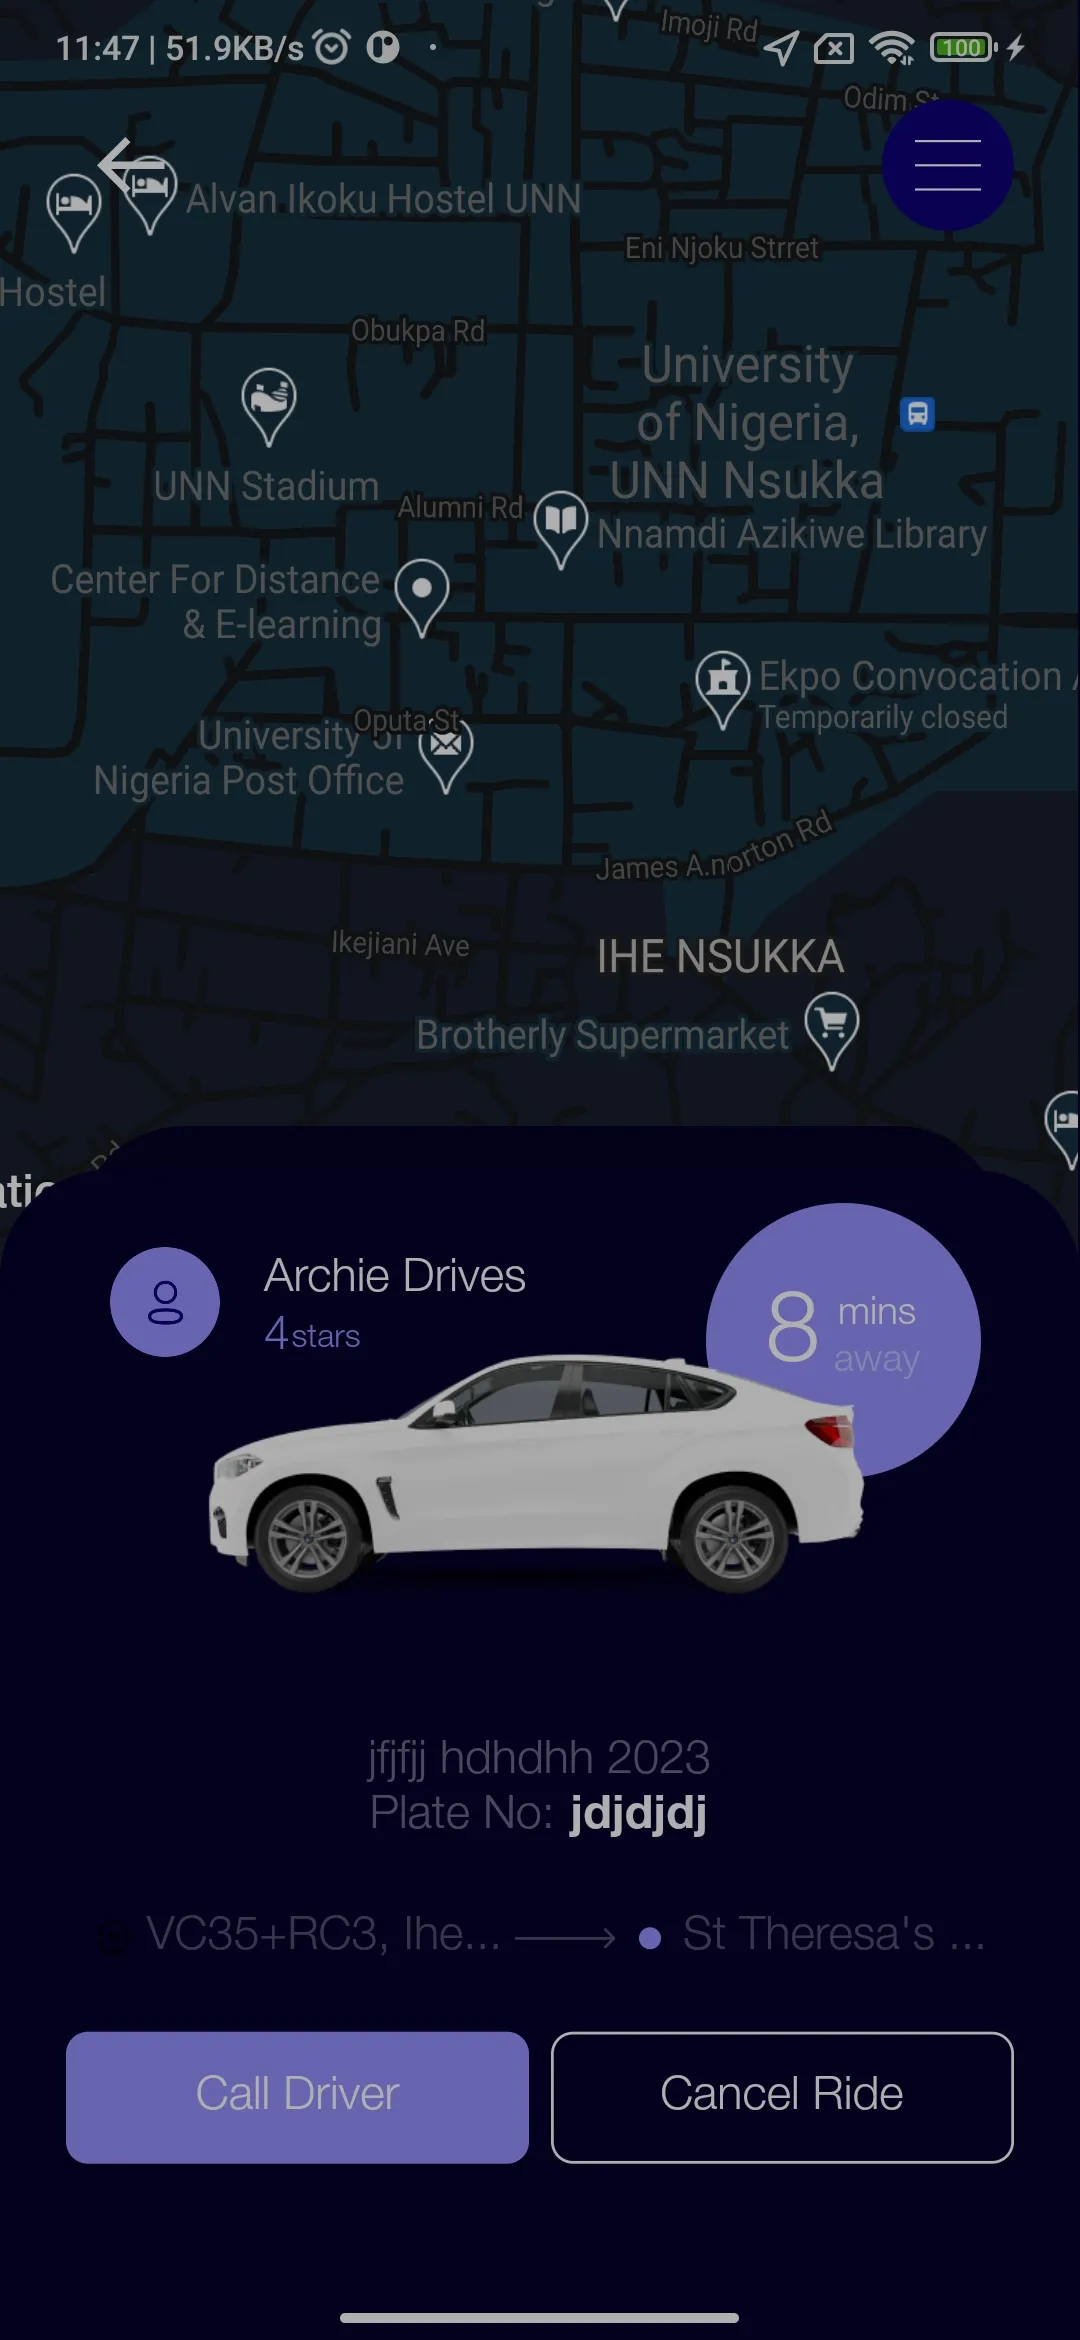 Imoji Rd
11:47 | 51.9KB/s
100
Odim St
Alvan Ikoku Hostel UNN
Eni Njoku Strret
Hostel
Obukpa Rd
University
of Nigeria,
UNN Nsukka
UNN Stadium
Alumni Rd
Nnamdi Azikiwe Library
Center For Distance
& E-learning
Ekpo Convocation
Temporarily closed
Oputa St
University of
Nigeria Post Office
James A.norton Rd
Ikejiani Ave
IHE NSUKKA
Brotherly Supermarket
Rd
Archie Drives
4stars
8 mins
away
jfjfjj hdhdhh 2023
Plate No: jdjdjdj
VC35+RC3, Ihe... St Theresa's ...
Call Driver
Cancel Ride